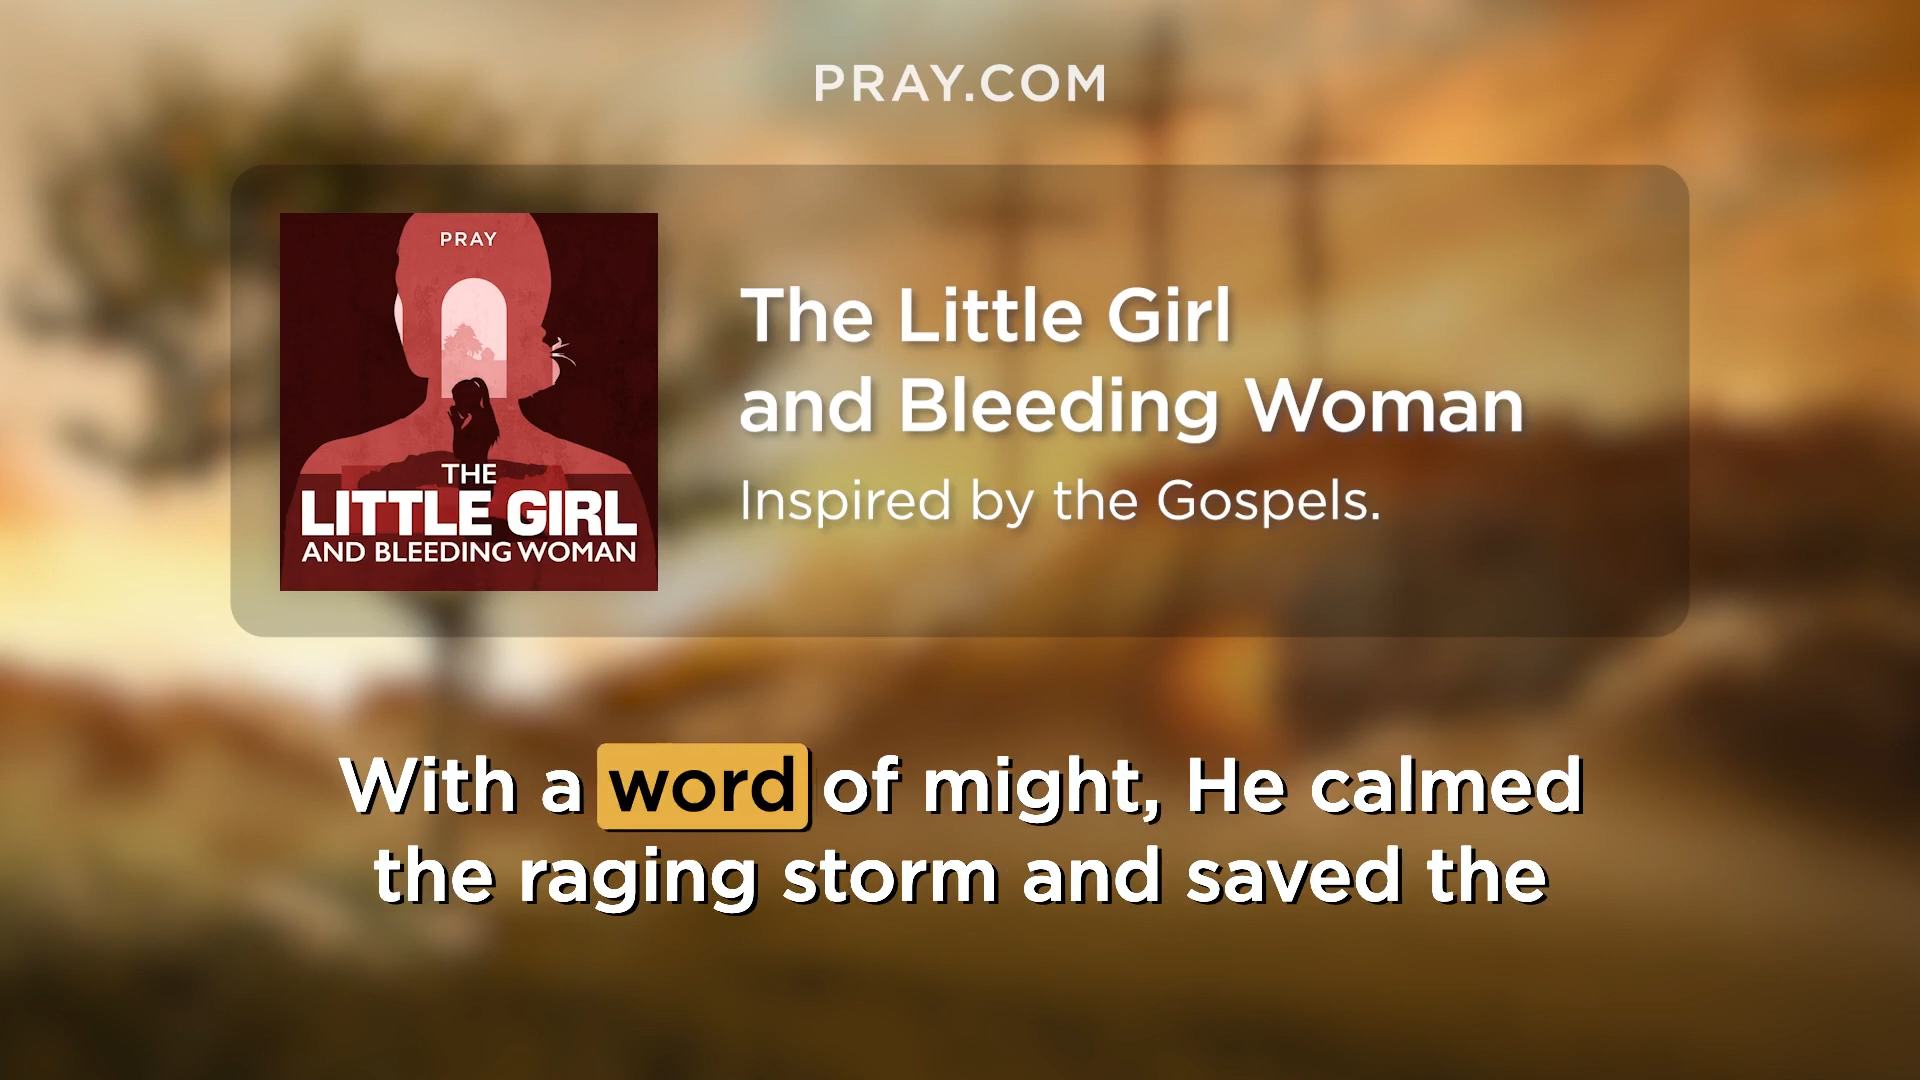 PRAY.COM
PRAY
THE
LITTLE GIRL
AND BLEEDING WOMAN
The Little Girl
and Bleeding Woman
Inspired by the Gospels.
With a word of might, He calmed
the raging storm and saved the